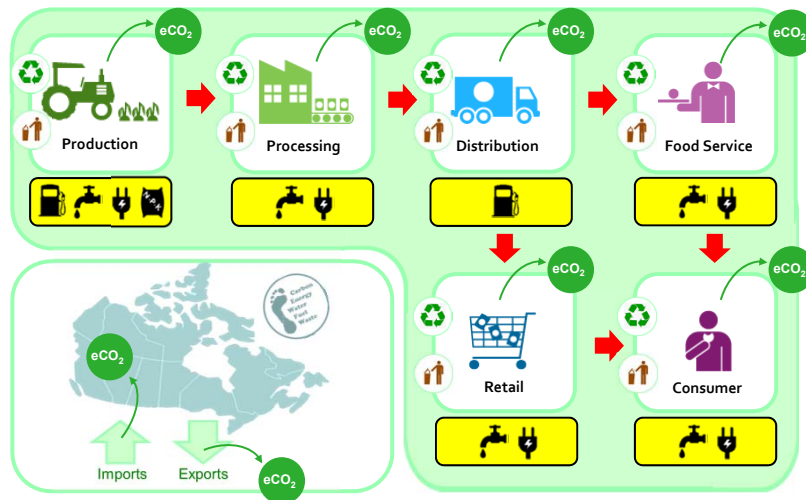 eCO₂
eCO₂
eCO₂
eCO₂
Production
Processing
Distribution
Food Service
N.P.K
eCO₂
eCO₂
Carbon
Energy
Water
Fuel
Waste
eCO₂
Retail
Consumer
Imports
Exports
eCO₂